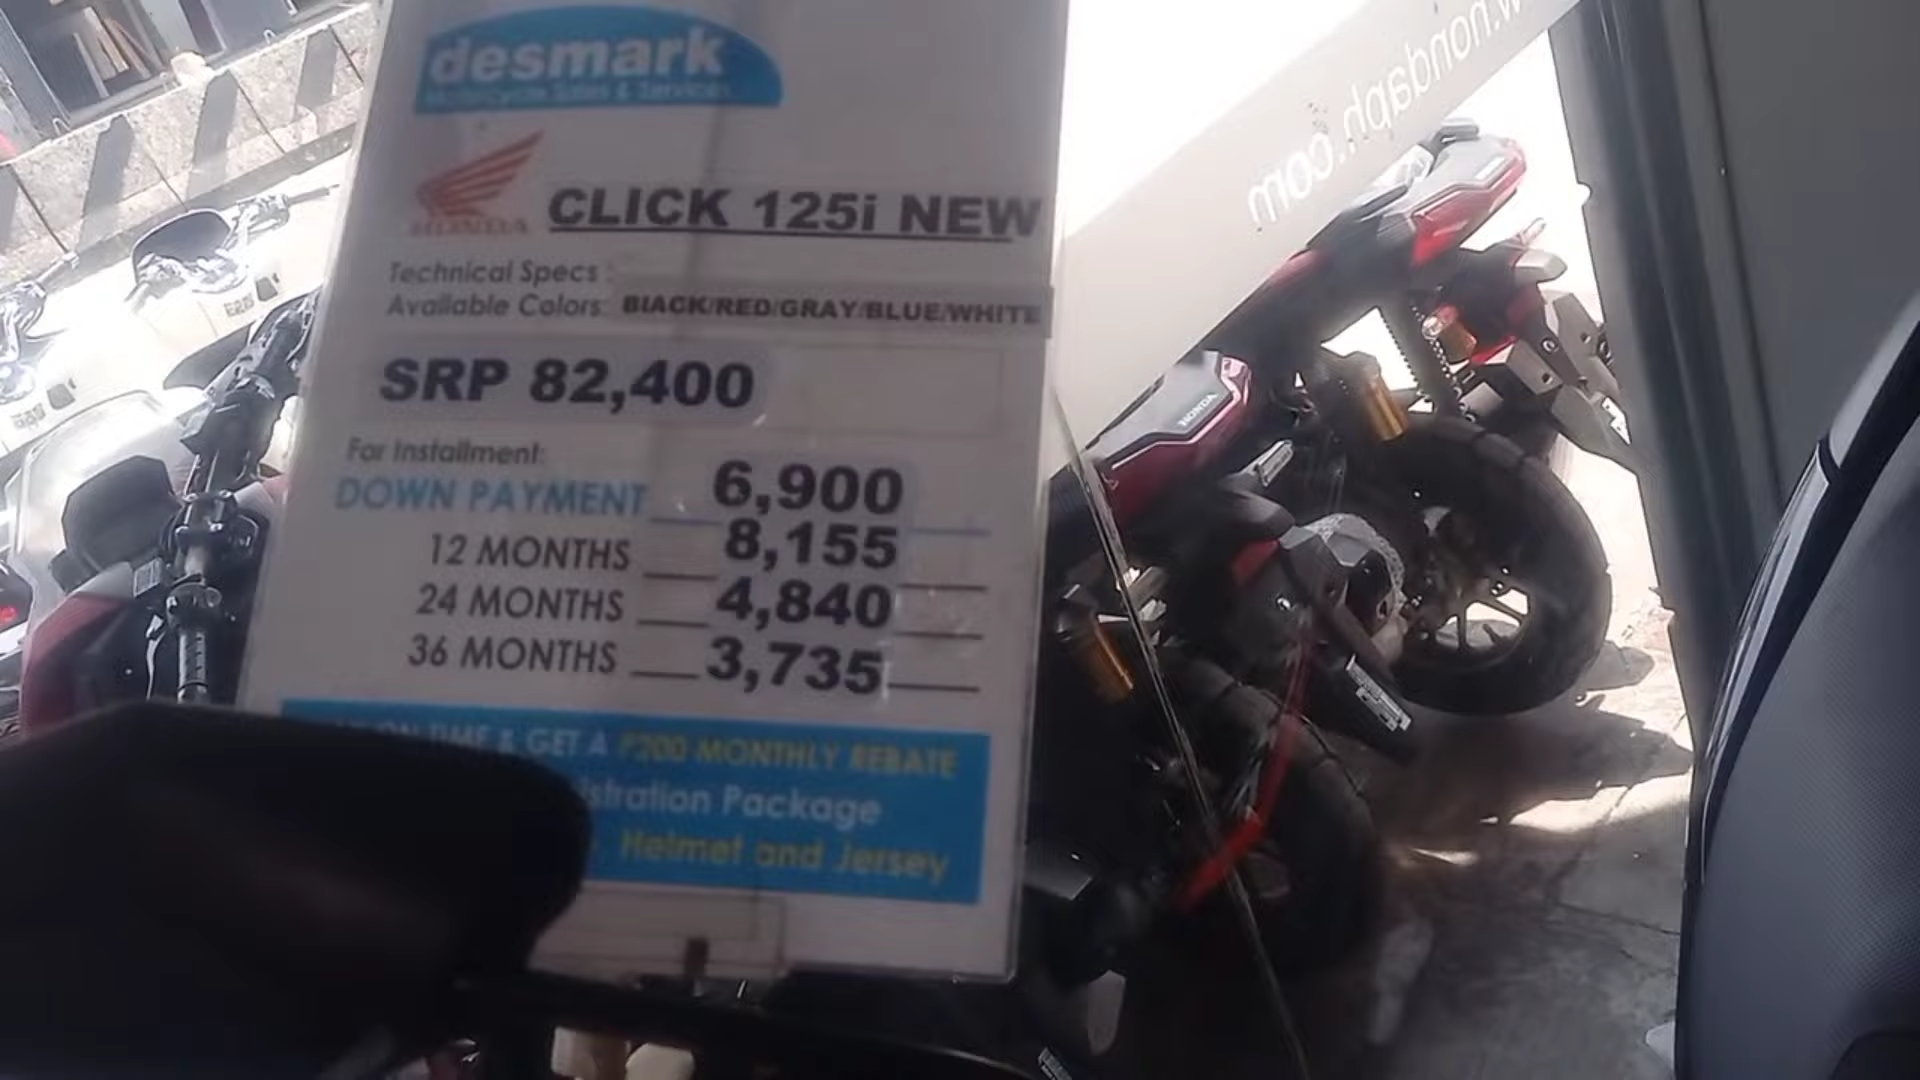 desmark
Motorcycle Sales & Services
HONDA
CLICK 125i NEW
Technical Specs :
Available Colors: BlACK/RED/GRAY/BLUE/WHITE
SRP 82,400
For Installment:
DOWN PAYMENT 6,900
12 MONTHS 8,155
24 MONTHS 4,840
36 MONTHS 3,735
ON TIME & GET A ₱200 MONTHLY REBATE
Package
Helmet and Jersey
w.hondaph.com
HONDA